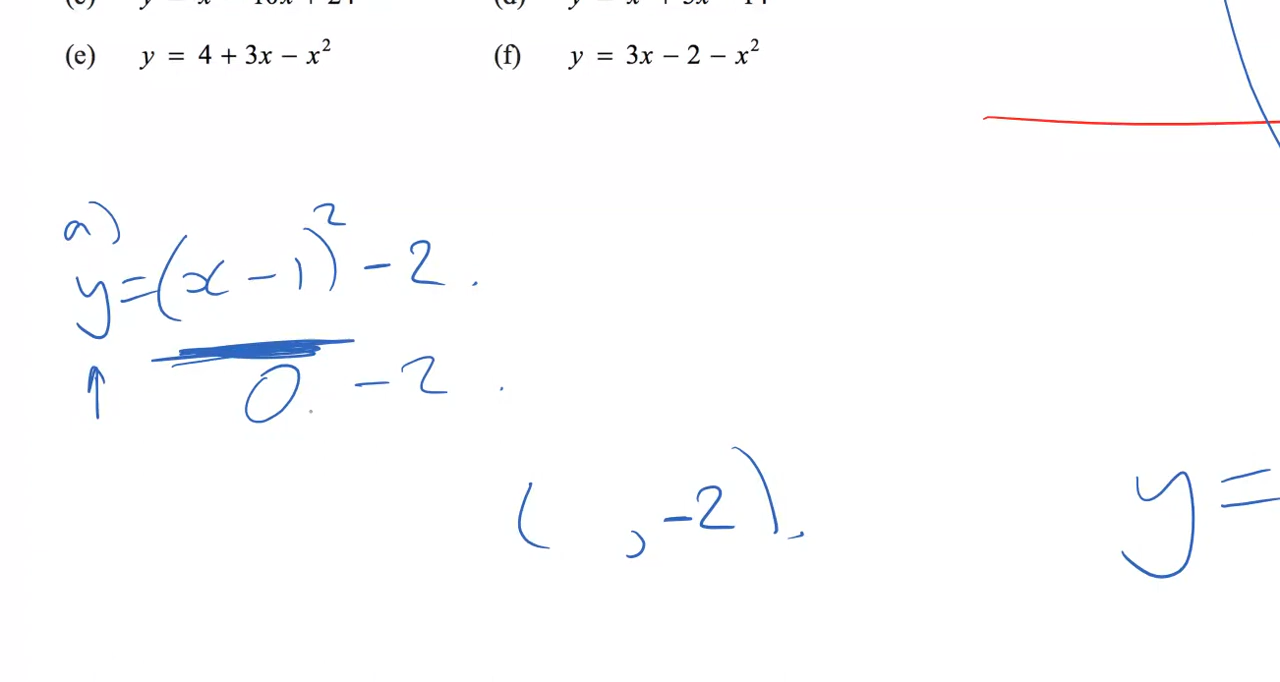 (e) y = 4 + 3x − x² (f) y = 3x − 2 − x²
a)
y=(x−1)²−2.
↑ 0 −2.
( , −2).
y=